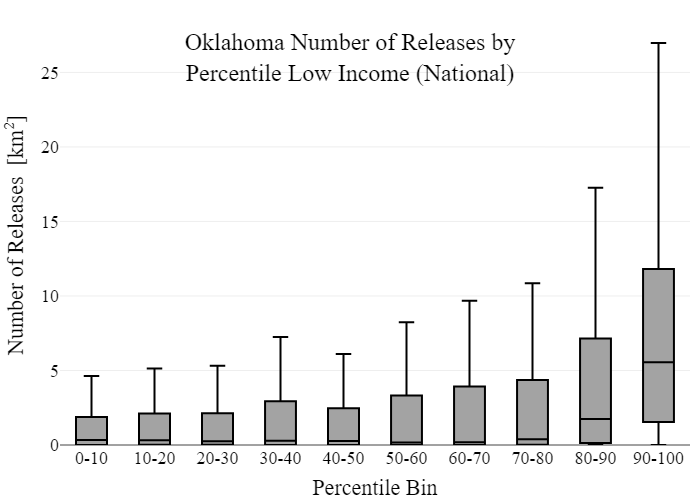 Oklahoma Number of Releases by
Percentile Low Income (National)
Number of Releases [km²]
25
20
15
10
5
0
0-10 10-20 20-30 30-40 40-50 50-60 60-70 70-80 80-90 90-100
Percentile Bin